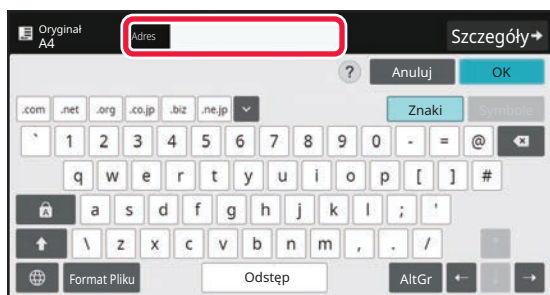 Oryginał
A4
Adres
Szczegóły
? Anuluj OK
.com .net .org .co.jp .biz .ne.jp Znaki Symbole
` 1 2 3 4 5 6 7 8 9 0 - = @
q w e r t y u i o p [ ] #
A a s d f g h j k l ; '
\ z x c v b n m , . /
Format Pliku Odstęp AltGr